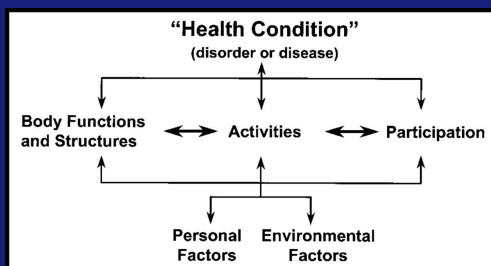 “Health Condition”
(disorder or disease)
Body Functions
and Structures
Activities
Participation
Personal
Factors
Environmental
Factors